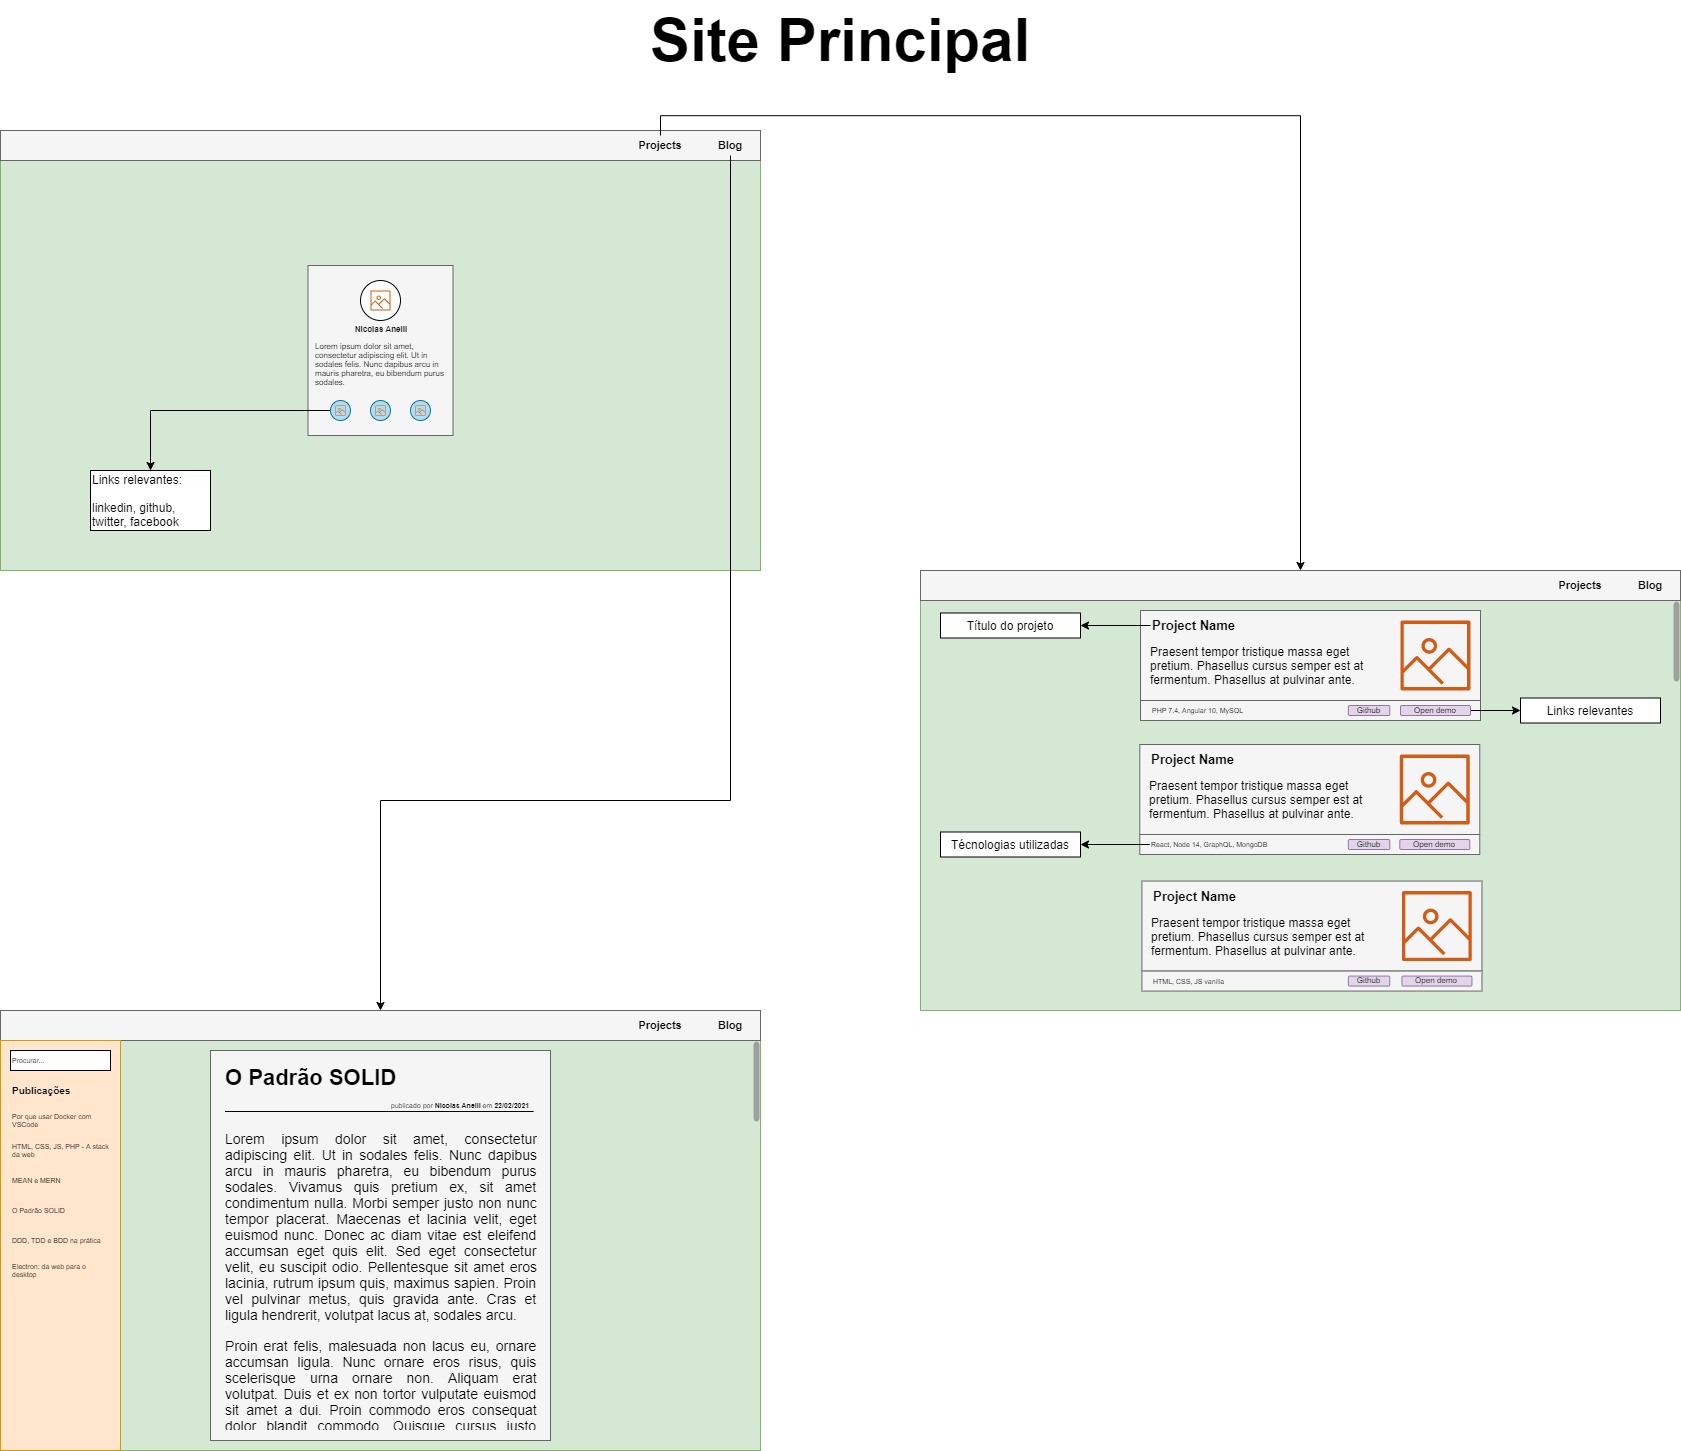 Site Principal
Projects Blog
Nicolas Anelli
Lorem ipsum dolor sit amet,
consectetur adipiscing elit. Ut in
sodales felis. Nunc dapibus arcu in
mauris pharetra, eu bibendum purus
sodales.
Links relevantes:
linkedin, github,
twitter, facebook
Projects Blog
Título do projeto
Project Name
Praesent tempor tristique massa eget
pretium. Phasellus cursus semper est at
fermentum. Phasellus at pulvinar ante.
PHP 7.4, Angular 10, MySQL
Github
Open demo
Links relevantes
Project Name
Praesent tempor tristique massa eget
pretium. Phasellus cursus semper est at
fermentum. Phasellus at pulvinar ante.
Técnologias utilizadas
React, Node 14, GraphQL, MongoDB
Github
Open demo
Project Name
Praesent tempor tristique massa eget
pretium. Phasellus cursus semper est at
fermentum. Phasellus at pulvinar ante.
HTML, CSS, JS vanilla
Github
Open demo
Projects Blog
Procurar...
Publicações
Por que usar Docker com
VSCode
HTML, CSS, JS, PHP - A stack
da web
MEAN e MERN
O Padrão SOLID
DDD, TDD e BDD na prática
Electron: da web para o
desktop
O Padrão SOLID
publicado por Nicolas Anelli em 22/02/2021
Lorem ipsum dolor sit amet, consectetur
adipiscing elit. Ut in sodales felis. Nunc dapibus
arcu in mauris pharetra, eu bibendum purus
sodales. Vivamus quis pretium ex, sit amet
condimentum nulla. Morbi semper justo non nunc
tempor placerat. Maecenas et lacinia velit, eget
euismod nunc. Donec ac diam vitae est eleifend
accumsan eget quis elit. Sed eget consectetur
velit, eu suscipit odio. Pellentesque sit amet eros
lacinia, rutrum ipsum quis, maximus sapien. Proin
vel pulvinar metus, quis gravida ante. Cras et
ligula hendrerit, volutpat lacus at, sodales arcu.
Proin erat felis, malesuada non lacus eu, ornare
accumsan ligula. Nunc ornare eros risus, quis
scelerisque urna ornare non. Aliquam erat
volutpat. Duis et ex non tortor vulputate euismod
sit amet a dui. Proin commodo eros consequat
dolor blandit commodo. Quisque cursus justo